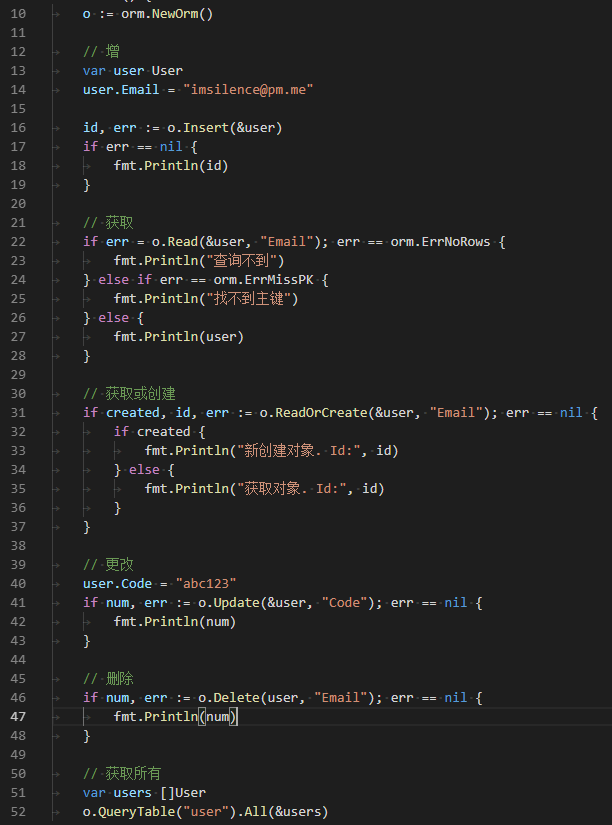 10 o := orm.NewOrm()
11
12 // 增
13 var user User
14 user.Email = "imsilence@pm.me"
15
16 id, err := o.Insert(&user)
17 if err == nil {
18 fmt.Println(id)
19 }
20
21 // 获取
22 if err = o.Read(&user, "Email"); err == orm.ErrNoRows {
23 fmt.Println("查询不到")
24 } else if err == orm.ErrMissPK {
25 fmt.Println("找不到主键")
26 } else {
27 fmt.Println(user)
28 }
29
30 // 获取或创建
31 if created, id, err := o.ReadOrCreate(&user, "Email"); err == nil {
32 if created {
33 fmt.Println("新创建对象. Id:", id)
34 } else {
35 fmt.Println("获取对象. Id:", id)
36 }
37 }
38
39 // 更改
40 user.Code = "abc123"
41 if num, err := o.Update(&user, "Code"); err == nil {
42 fmt.Println(num)
43 }
44
45 // 删除
46 if num, err := o.Delete(user, "Email"); err == nil {
47 fmt.Println(num)
48 }
49
50 // 获取所有
51 var users []User
52 o.QueryTable("user").All(&users)